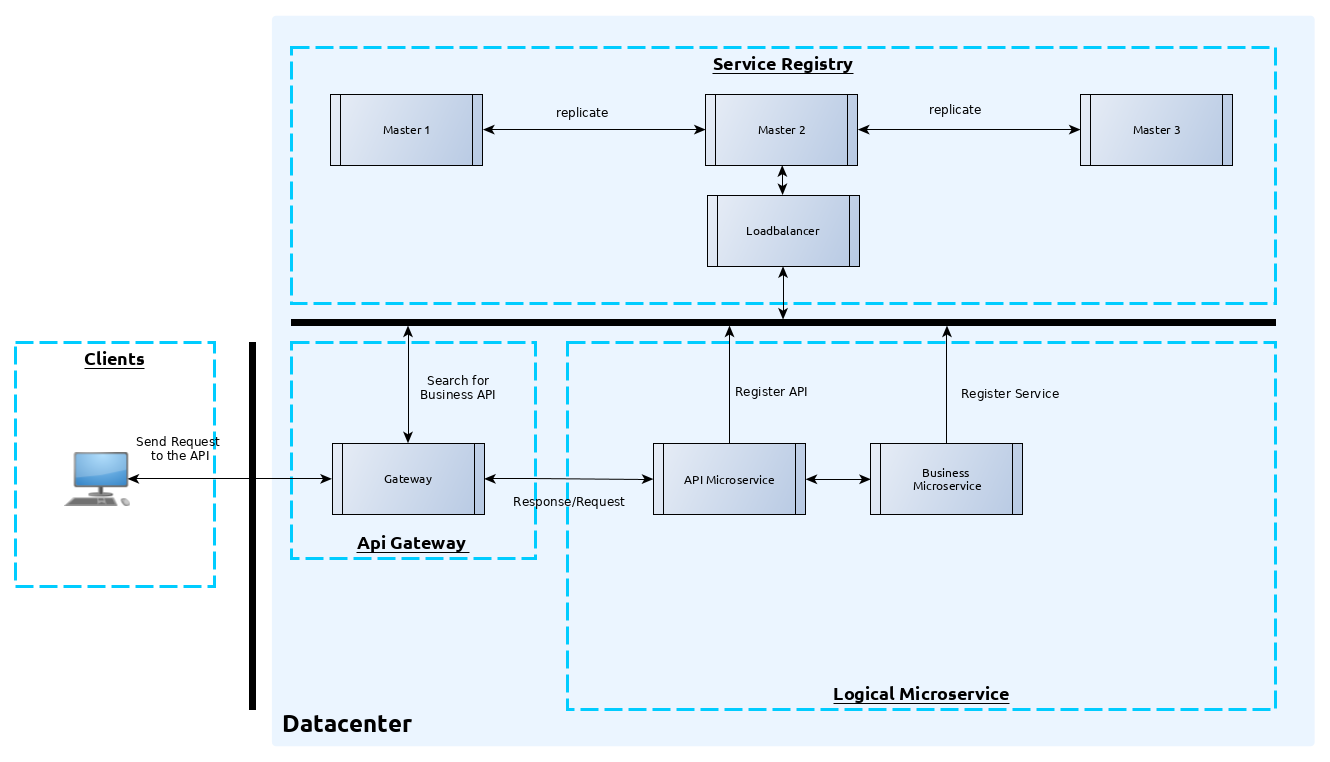 Service Registry
replicate
replicate
Master 1
Master 2
Master 3
Loadbalancer
Clients
Search for
Business API
Register API
Register Service
Send Request
to the API
Gateway
API Microservice
Business
Microservice
Response/Request
Api Gateway
Logical Microservice
Datacenter